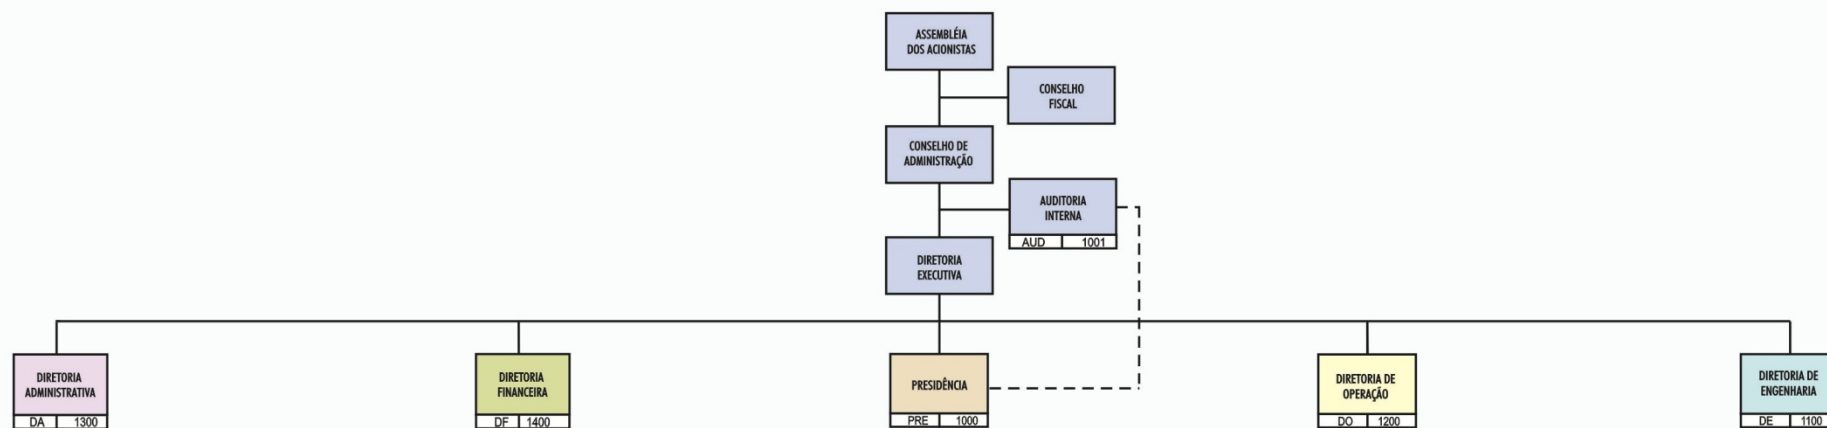 ASSEMBLÉIA
DOS ACIONISTAS
CONSELHO
FISCAL
CONSELHO DE
ADMINISTRAÇÃO
AUDITORIA
INTERNA
AUD 1001
DIRETORIA
EXECUTIVA
DIRETORIA
ADMINISTRATIVA
DA 1300
DIRETORIA
FINANCEIRA
DF 1400
PRESIDÊNCIA
PRE 1000
DIRETORIA DE
OPERAÇÃO
DO 1200
DIRETORIA DE
ENGENHARIA
DE 1100